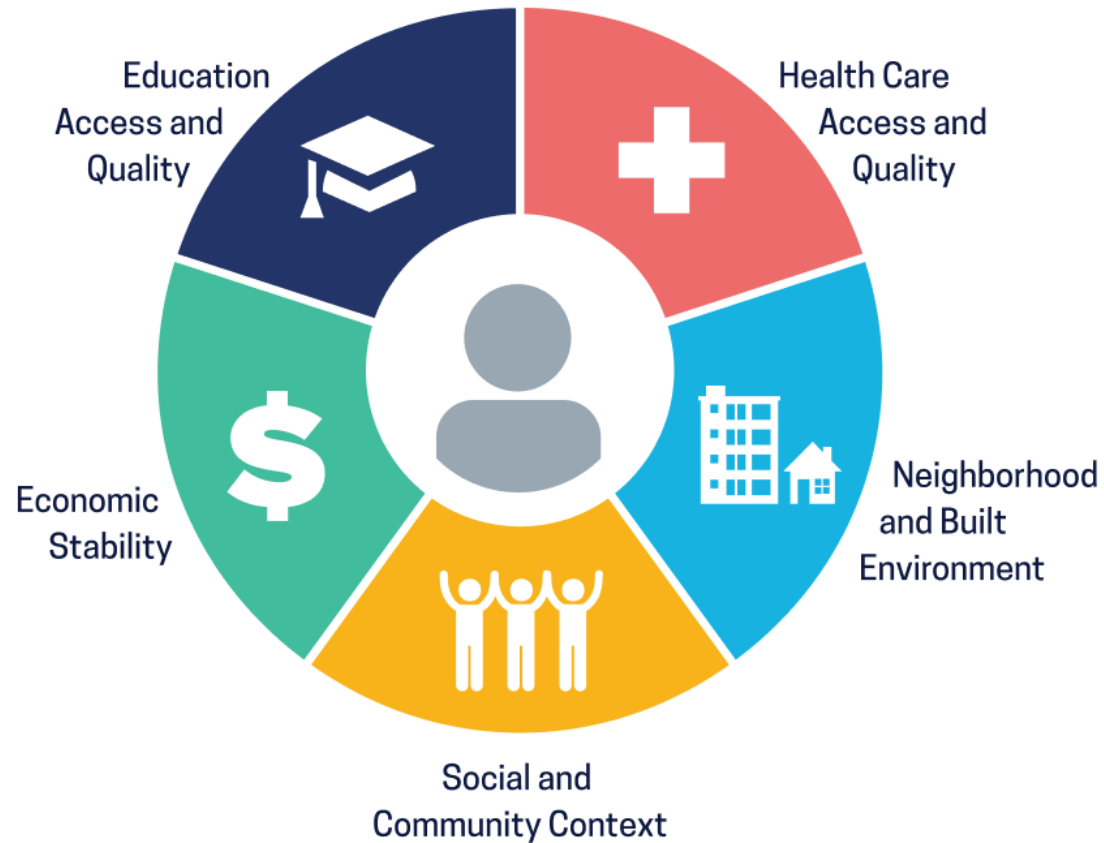 Education
Access and
Quality
Health Care
Access and
Quality
Economic
Stability
Neighborhood
and Built
Environment
Social and
Community Context